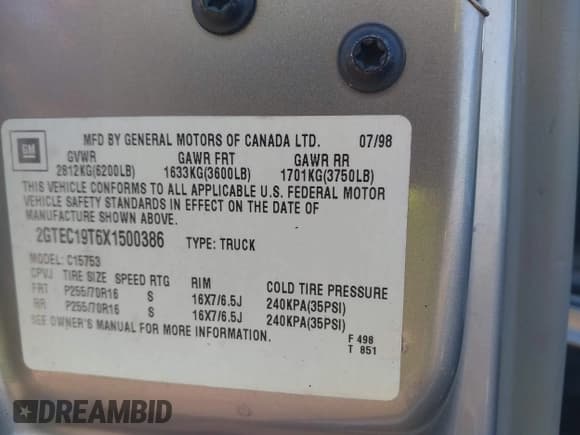 GM
MFD BY GENERAL MOTORS OF CANADA LTD. 07/98
GVWR GAWR FRT GAWR RR
2812KG(6200LB) 1633KG(3600LB) 1701KG(3750LB)
THIS VEHICLE CONFORMS TO ALL APPLICABLE U.S. FEDERAL MOTOR
VEHICLE SAFETY STANDARDS IN EFFECT ON THE DATE OF
MANUFACTURE SHOWN ABOVE.
2GTEC19T6X1500386 TYPE: TRUCK
MODEL: C15753
CPVJ TIRE SIZE SPEED RTG RIM COLD TIRE PRESSURE
FRT P255/70R16 S 16X7/6.5J 240KPA(35PSI)
RR P255/70R16 S 16X7/6.5J 240KPA(35PSI)
SEE OWNER'S MANUAL FOR MORE INFORMATION.
F 498
T 851
DREAMBID